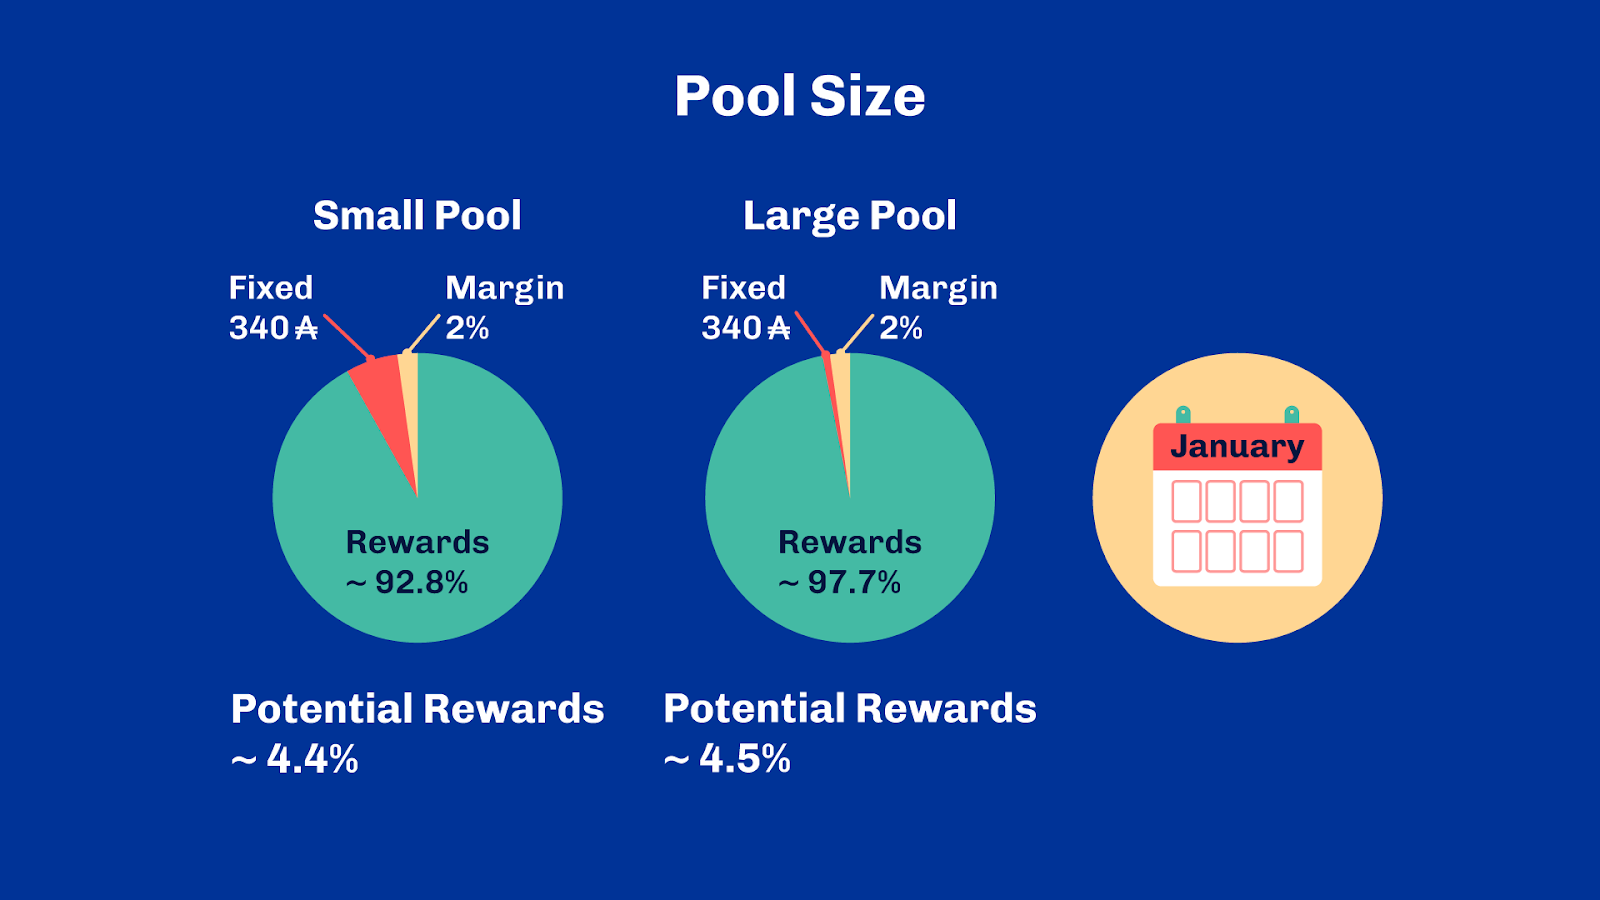 Pool Size
Small Pool
Fixed
340 ₳
Margin
2%
Rewards
~ 92.8%
Potential Rewards
~ 4.4%
Large Pool
Fixed
340 ₳
Margin
2%
Rewards
~ 97.7%
Potential Rewards
~ 4.5%
January